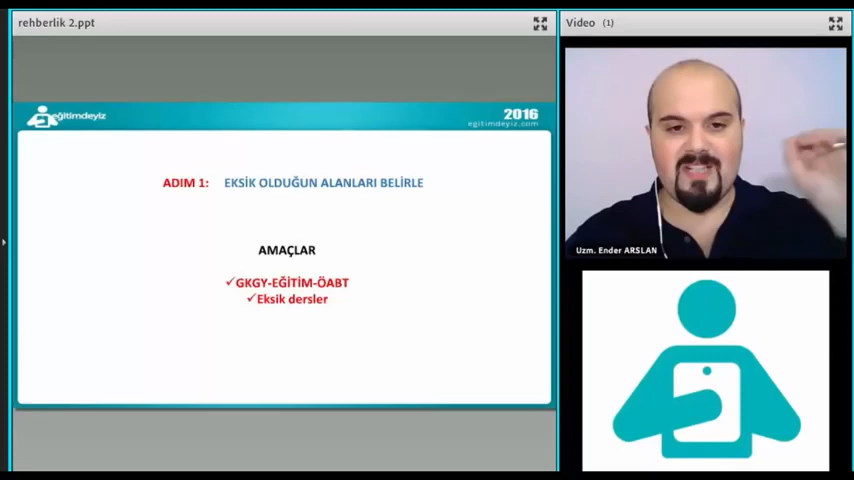 rehberlik 2.ppt
Video (1)
eğitimdeyiz
2016
egitimdeyiz.com
ADIM 1: EKSİK OLDUĞUN ALANLARI BELİRLE
AMAÇLAR
✓GKGY-EĞİTİM-ÖABT
✓Eksik dersler
Uzm. Ender ARSLAN